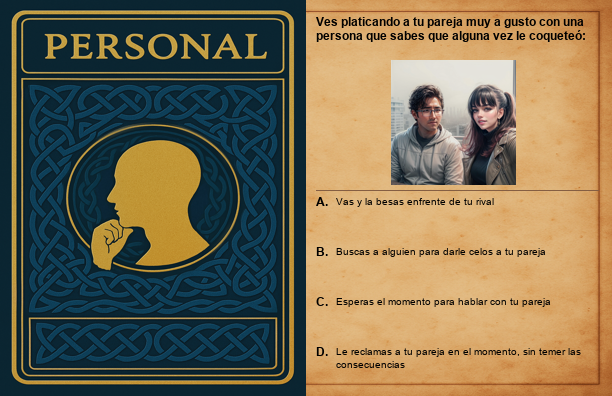 PERSONAL
Ves platicando a tu pareja muy a gusto con una
persona que sabes que alguna vez le coqueteó:
A. Vas y la besas enfrente de tu rival
B. Buscas a alguien para darle celos a tu pareja
C. Esperas el momento para hablar con tu pareja
D. Le reclamas a tu pareja en el momento, sin temer las
consecuencias